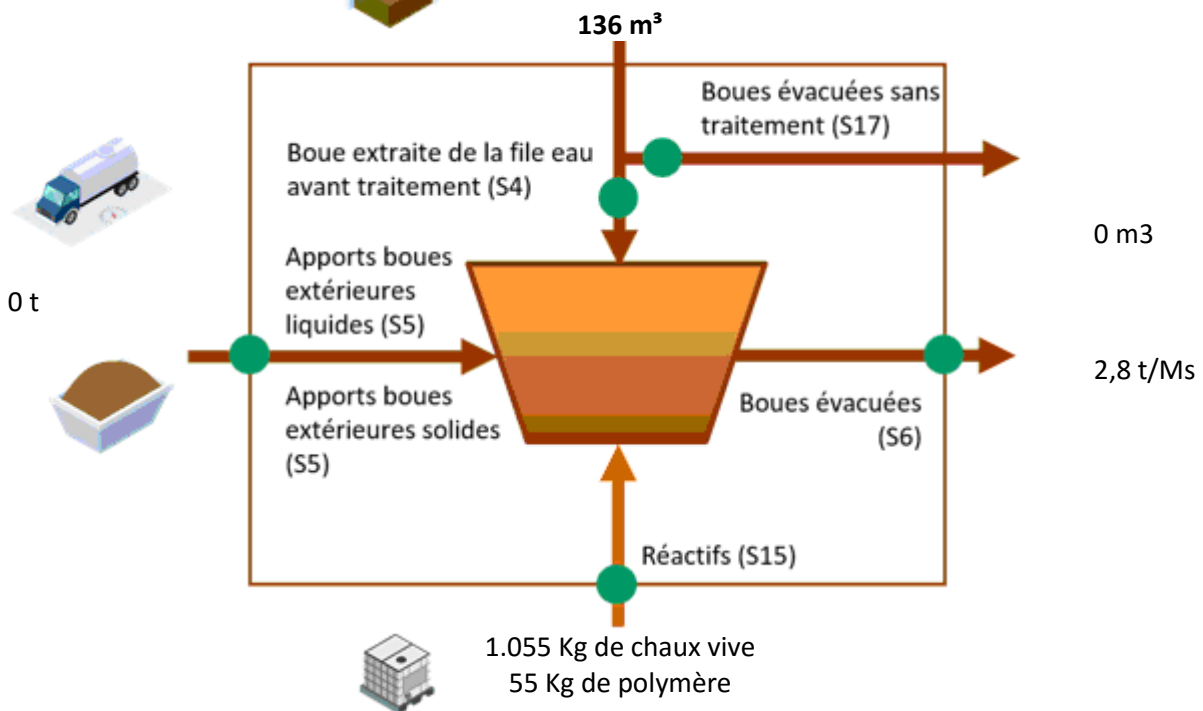 136 m³
Boues évacuées sans
traitement (S17)
Boue extraite de la file eau
avant traitement (S4)
0 m3
Apports boues
extérieures
liquides (S5)
0 t
2,8 t/Ms
Apports boues
extérieures solides
(S5)
Boues évacuées
(S6)
Réactifs (S15)
1.055 Kg de chaux vive
55 Kg de polymère